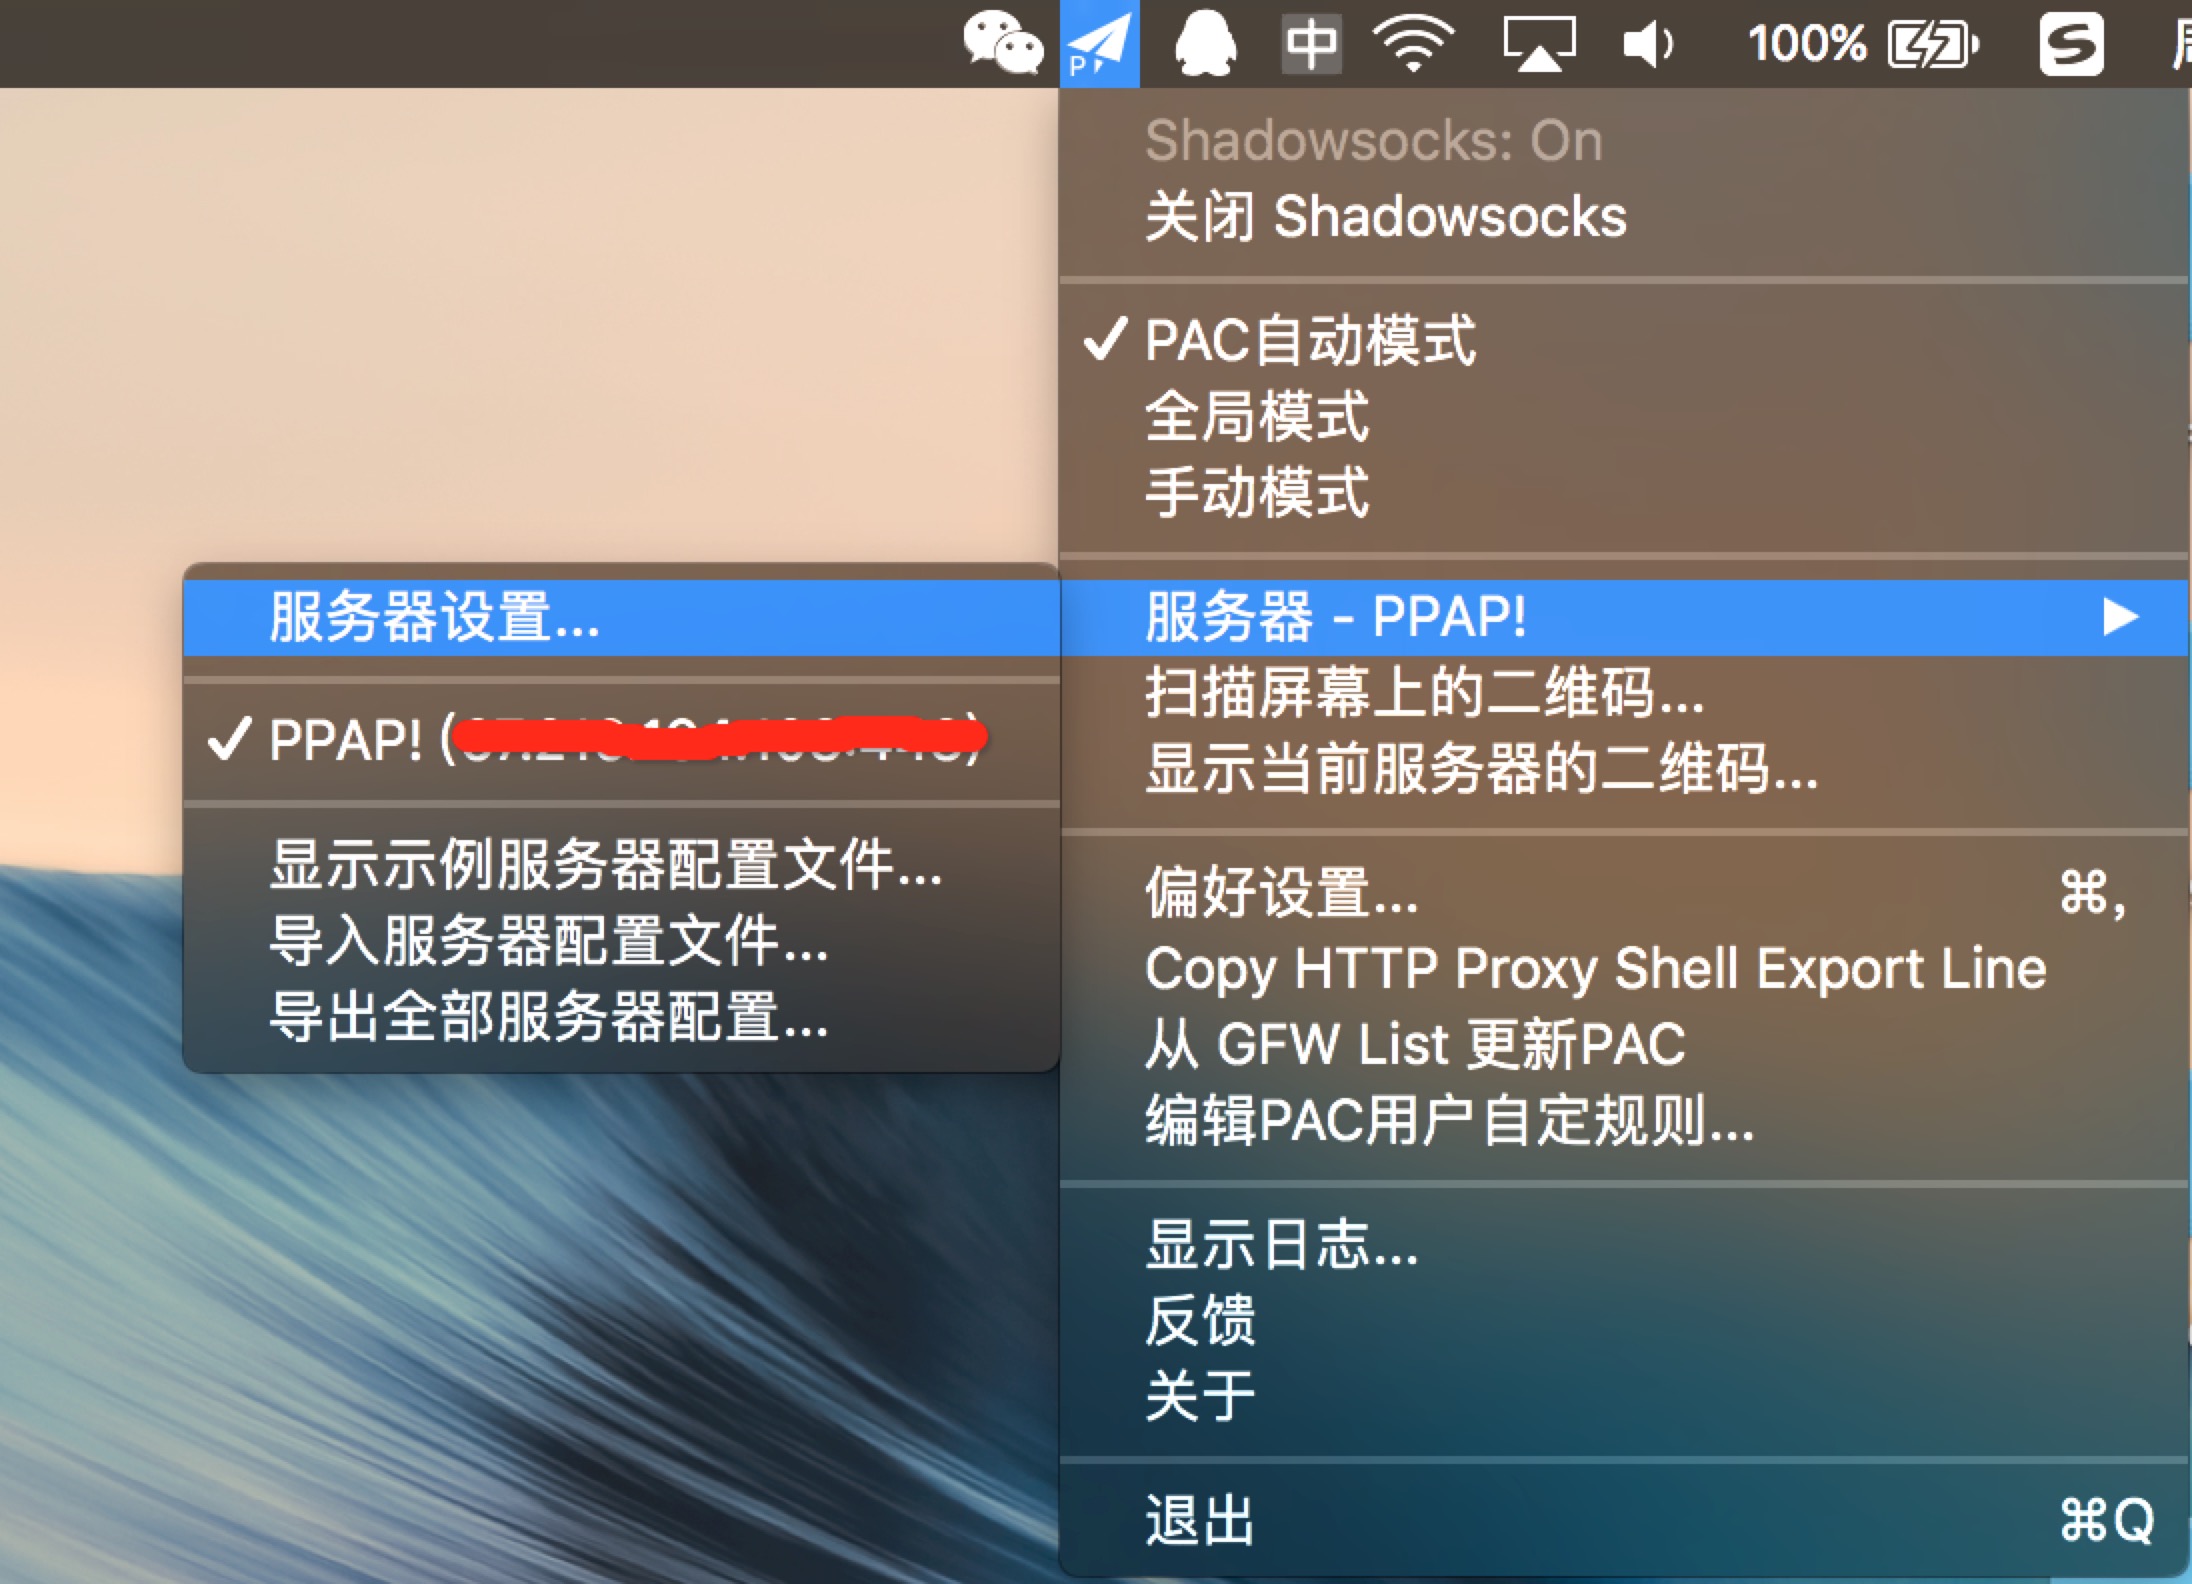 P
中
100%
Shadowsocks: On
关闭 Shadowsocks
PAC自动模式
全局模式
手动模式
服务器 - PPAP!
扫描屏幕上的二维码...
显示当前服务器的二维码...
偏好设置... ⌘,
Copy HTTP Proxy Shell Export Line
从 GFW List 更新PAC
编辑PAC用户自定规则...
显示日志...
反馈
关于
退出 ⌘Q
服务器设置...
PPAP! (
显示示例服务器配置文件...
导入服务器配置文件...
导出全部服务器配置...